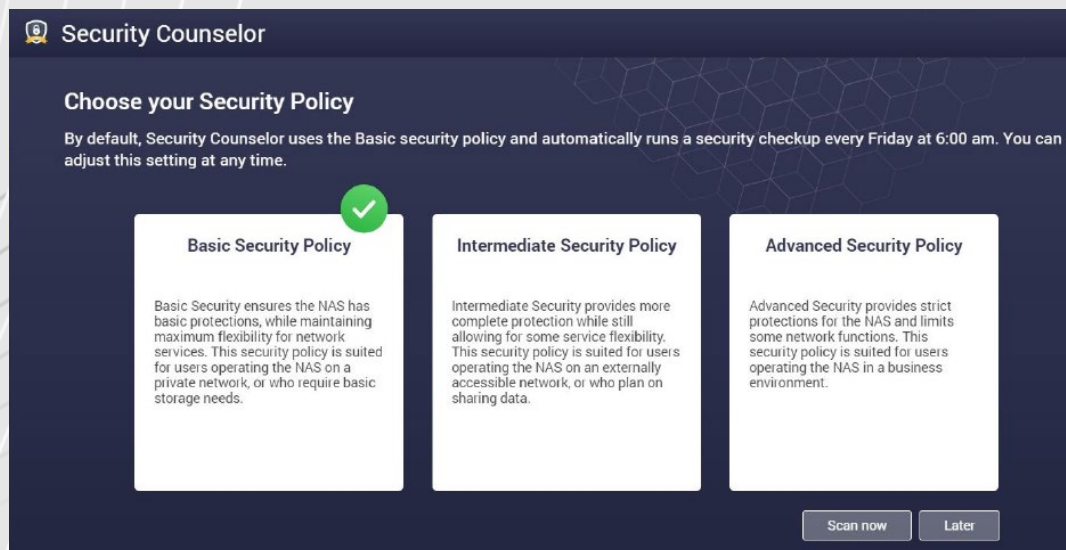 Security Counselor
Choose your Security Policy
By default, Security Counselor uses the Basic security policy and automatically runs a security checkup every Friday at 6:00 am. You can
adjust this setting at any time.
Basic Security Policy
Basic Security ensures the NAS has
basic protections, while maintaining
maximum flexibility for network
services. This security policy is suited
for users operating the NAS on a
private network, or who require basic
storage needs.
Intermediate Security Policy
Intermediate Security provides more
complete protection while still
allowing for some service flexibility.
This security policy is suited for users
operating the NAS on an externally
accessible network, or who plan on
sharing data.
Advanced Security Policy
Advanced Security provides strict
protections for the NAS and limits
some network functions. This
security policy is suited for users
operating the NAS in a business
environment.
Scan now
Later